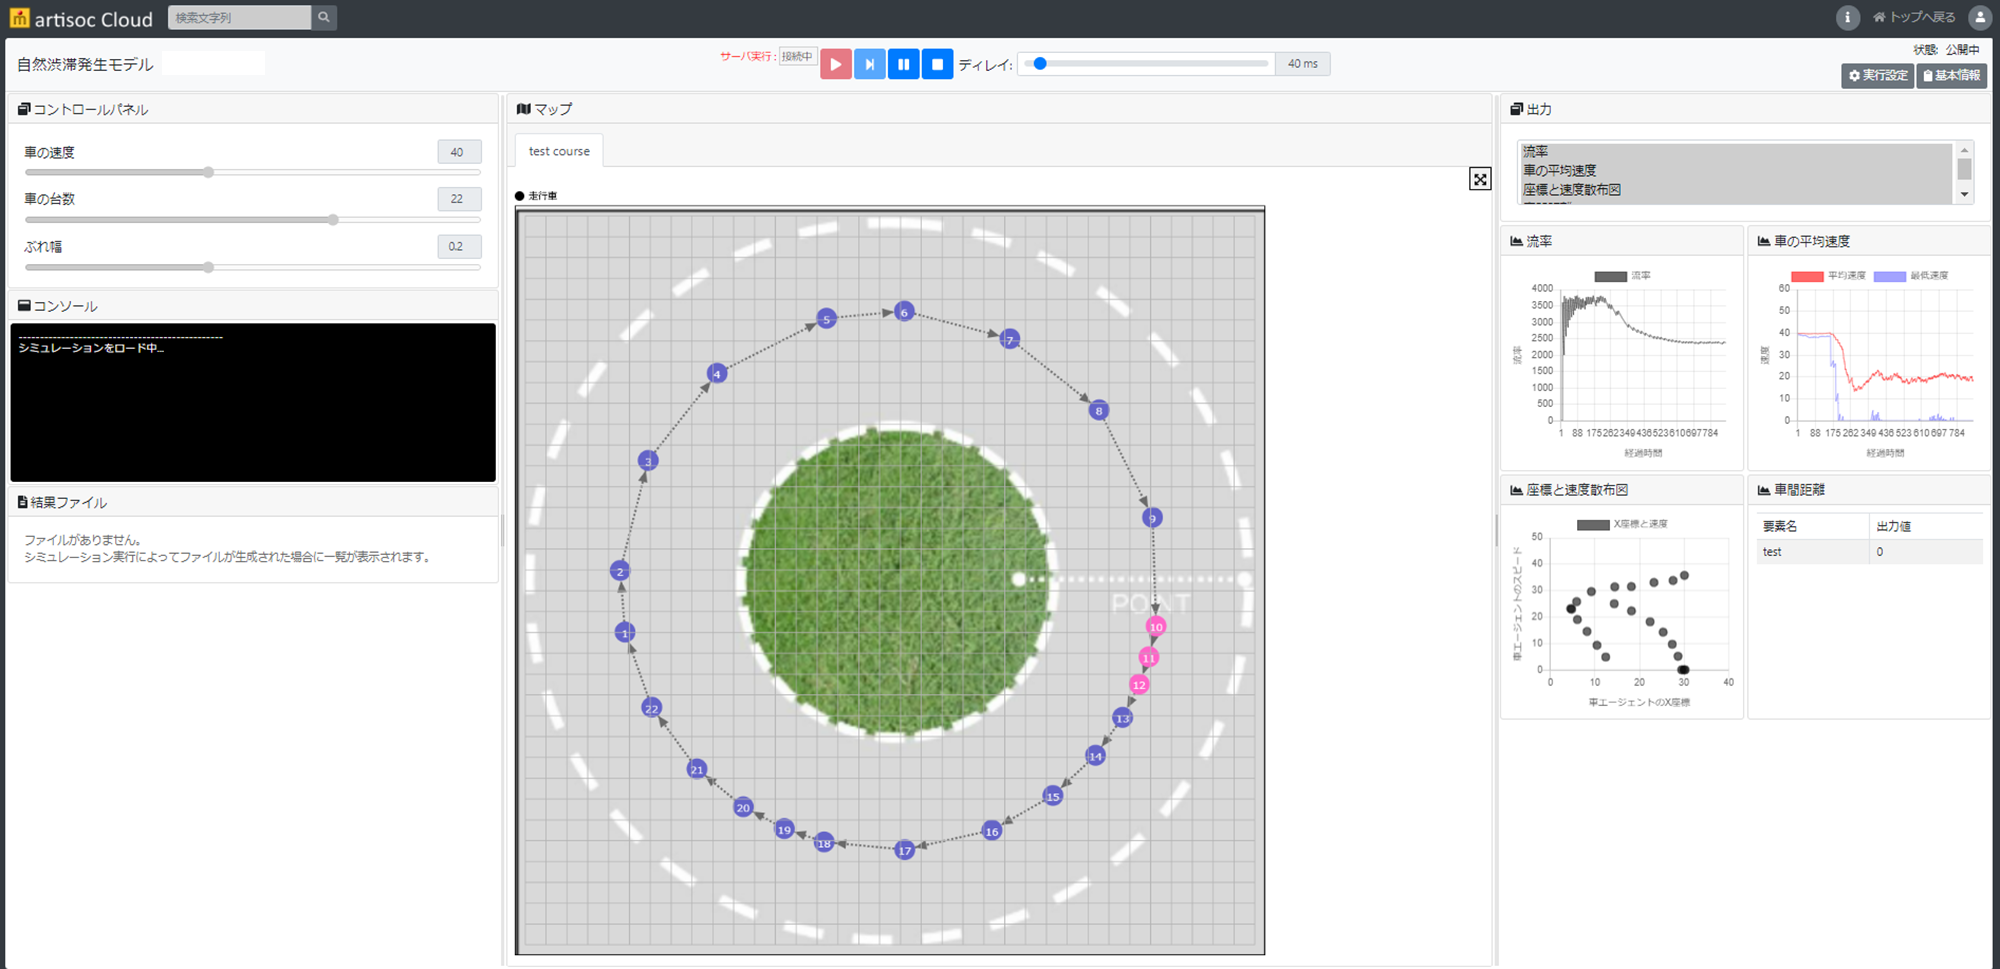 artisoc Cloud
検索文字列
トップへ戻る
自然渋滞発生モデル
サーバ実行 : 接続中
ディレイ:
40 ms
状態: 公開中
実行設定
基本情報
コントロールパネル
車の速度
40
車の台数
22
ぶれ幅
0.2
コンソール
------------------------------------------------
シミュレーションをロード中...
結果ファイル
ファイルがありません。
シミュレーション実行によってファイルが生成された場合に一覧が表示されます。
マップ
test course
走行車
POINT
1
2
3
4
5
6
7
8
9
10
11
12
13
14
15
16
17
18
19
20
21
22
出力
流率
車の平均速度
座標と速度散布図
流率
流率
4000
3500
3000
2500
2000
1500
1000
500
0
流率
1 88 175 262 349 436 523 610 697 784
経過時間
車の平均速度
平均速度 最低速度
60
50
40
30
20
10
0
速度
1 88 175 262 349 436 523 610 697 784
経過時間
座標と速度散布図
X座標と速度
50
40
30
20
10
0
車エージェントのスピード
0 10 20 30 40
車エージェントのX座標
車間距離
要素名 出力値
test 0